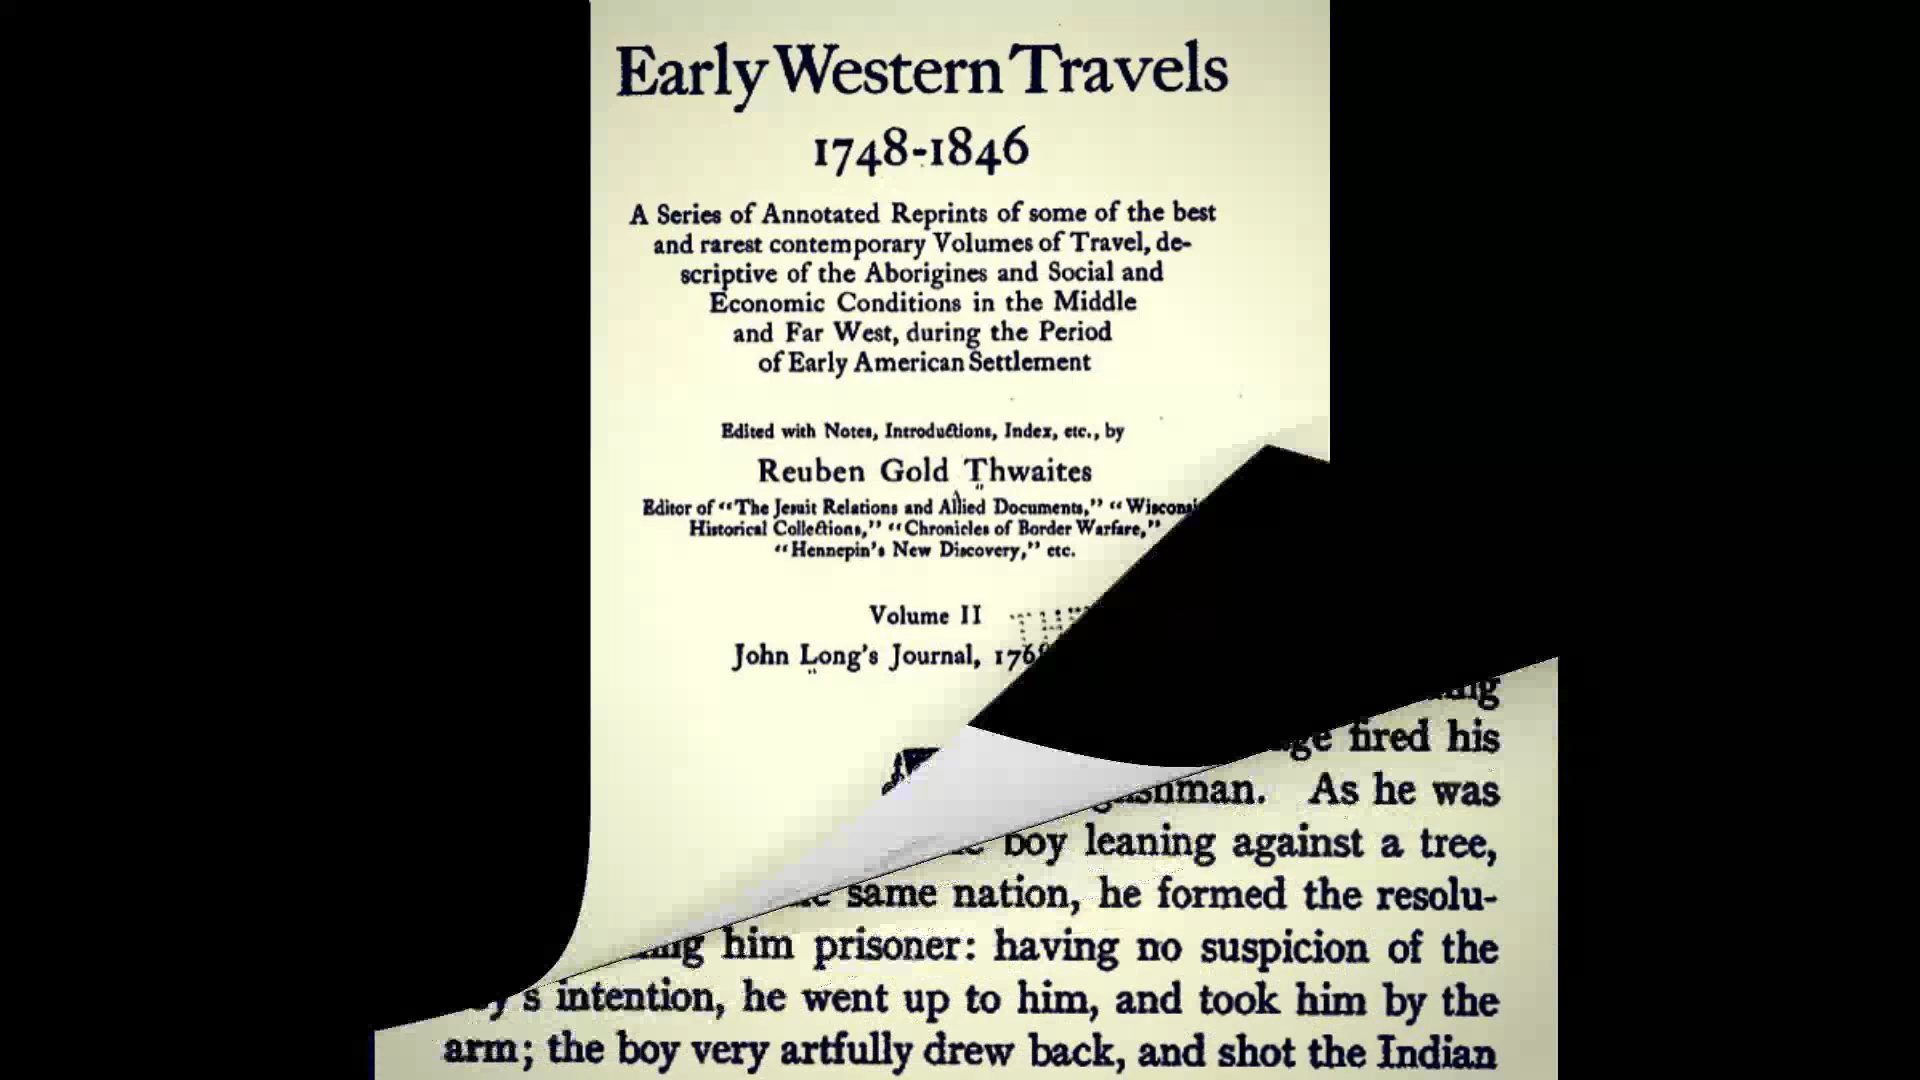 Early Western Travels
1748-1846
A Series of Annotated Reprints of some of the best
and rarest contemporary Volumes of Travel, de-
scriptive of the Aborigines and Social and
Economic Conditions in the Middle
and Far West, during the Period
of Early American Settlement
Edited with Notes, Introductions, Index, etc., by
Reuben Gold Thwaites
Editor of "The Jesuit Relations and Allied Documents," "
Historical Collections," "Chronicles of Border Warfare,"
"Hennepin's New Discovery," etc.
Volume II
John Long's Journal,
fired his
As he was
boy leaning against a tree,
same nation, he formed the resolu-
him prisoner: having no suspicion of the
intention, he went up to him, and took him by the
arm; the boy very artfully drew back, and shot the Indian